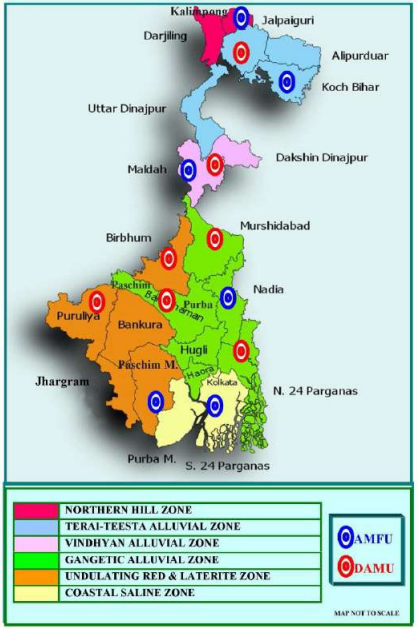 Kalimpong
Jalpaiguri
Darjiling
Alipurduar
Koch Bihar
Uttar Dinajpur
Dakshin Dinajpur
Maldah
Murshidabad
Birbhum
Paschim
Purba
Nadia
Puruliya
Bankura
Hugli
Paschim M.
Haora
Jhargram
Kolkata
N. 24 Parganas
Purba M.
S. 24 Parganas
NORTHERN HILL ZONE
TERAI-TEESTA ALLUVIAL ZONE
VINDHYAN ALLUVIAL ZONE
GANGETIC ALLUVIAL ZONE
UNDULATING RED & LATERITE ZONE
COASTAL SALINE ZONE
AMFU
DAMU
MAP NOT TO SCALE